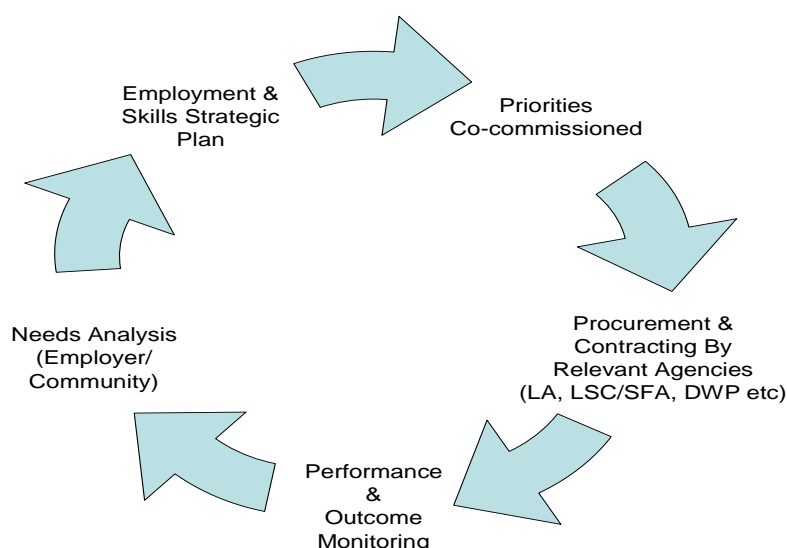 Employment &
Skills Strategic
Plan
Priorities
Co-commissioned
Procurement &
Contracting By
Relevant Agencies
(LA, LSC/SFA, DWP etc)
Performance
&
Outcome
Monitoring
Needs Analysis
(Employer/
Community)